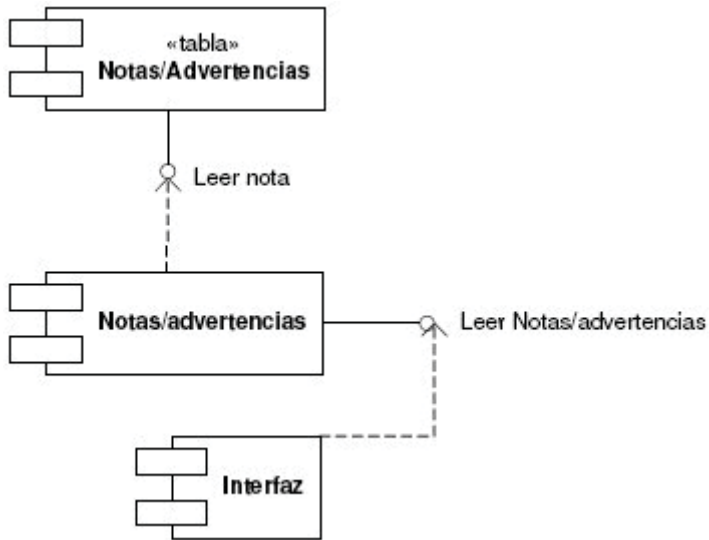 «tabla»
Notas/Advertencias
Leer nota
Notas/advertencias
Leer Notas/advertencias
Interfaz